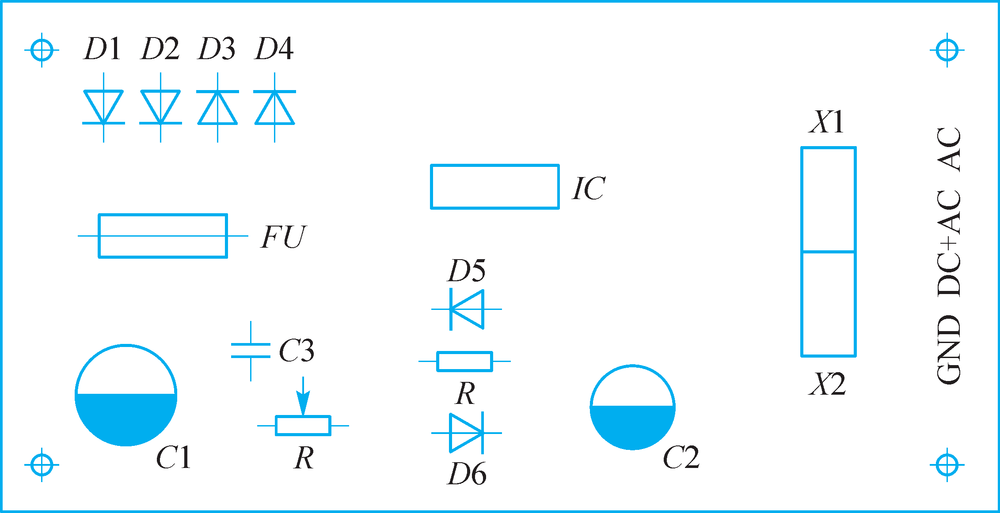 D1 D2 D3 D4
X1
IC
FU
D5
C3
R
X2
C1
R
D6
C2
GND DC+AC AC